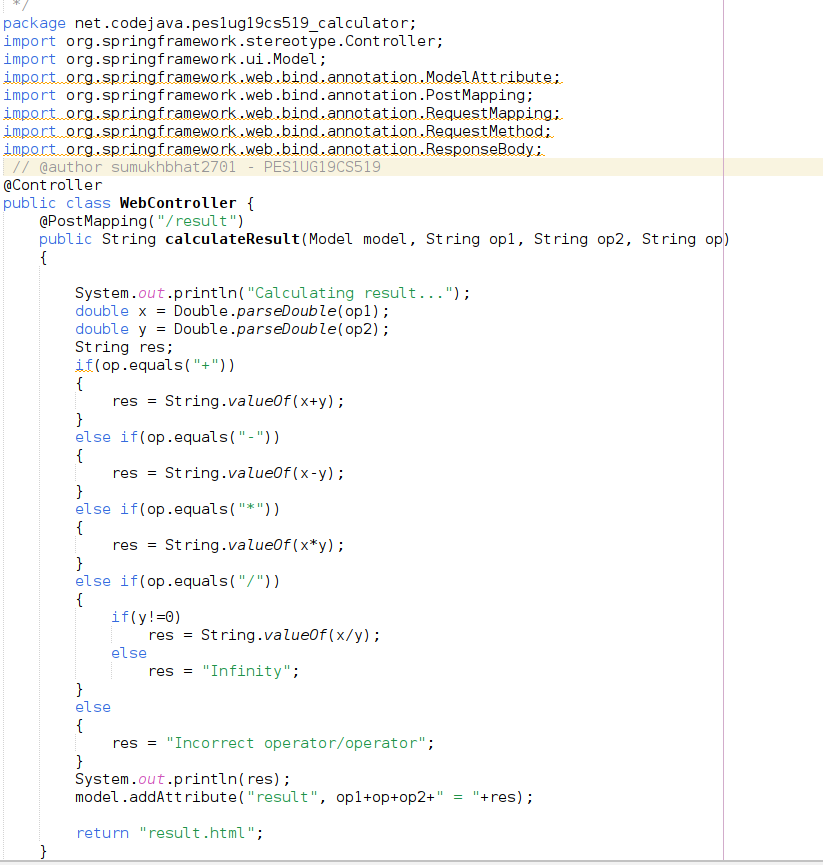 */
package net.codejava.pes1ug19cs519_calculator;
import org.springframework.stereotype.Controller;
import org.springframework.ui.Model;
import org.springframework.web.bind.annotation.ModelAttribute;
import org.springframework.web.bind.annotation.PostMapping;
import org.springframework.web.bind.annotation.RequestMapping;
import org.springframework.web.bind.annotation.RequestMethod;
import org.springframework.web.bind.annotation.ResponseBody;
// @author sumukhbhat2701 - PES1UG19CS519
@Controller
public class WebController {
    @PostMapping("/result")
    public String calculateResult(Model model, String op1, String op2, String op)
    {
        System.out.println("Calculating result...");
        double x = Double.parseDouble(op1);
        double y = Double.parseDouble(op2);
        String res;
        if(op.equals("+"))
        {
            res = String.valueOf(x+y);
        }
        else if(op.equals("-"))
        {
            res = String.valueOf(x-y);
        }
        else if(op.equals("*"))
        {
            res = String.valueOf(x*y);
        }
        else if(op.equals("/"))
        {
            if(y!=0)
                res = String.valueOf(x/y);
            else
                res = "Infinity";
        }
        else
        {
            res = "Incorrect operator/operator";
        }
        System.out.println(res);
        model.addAttribute("result", op1+op+op2+" = "+res);
        return "result.html";
    }